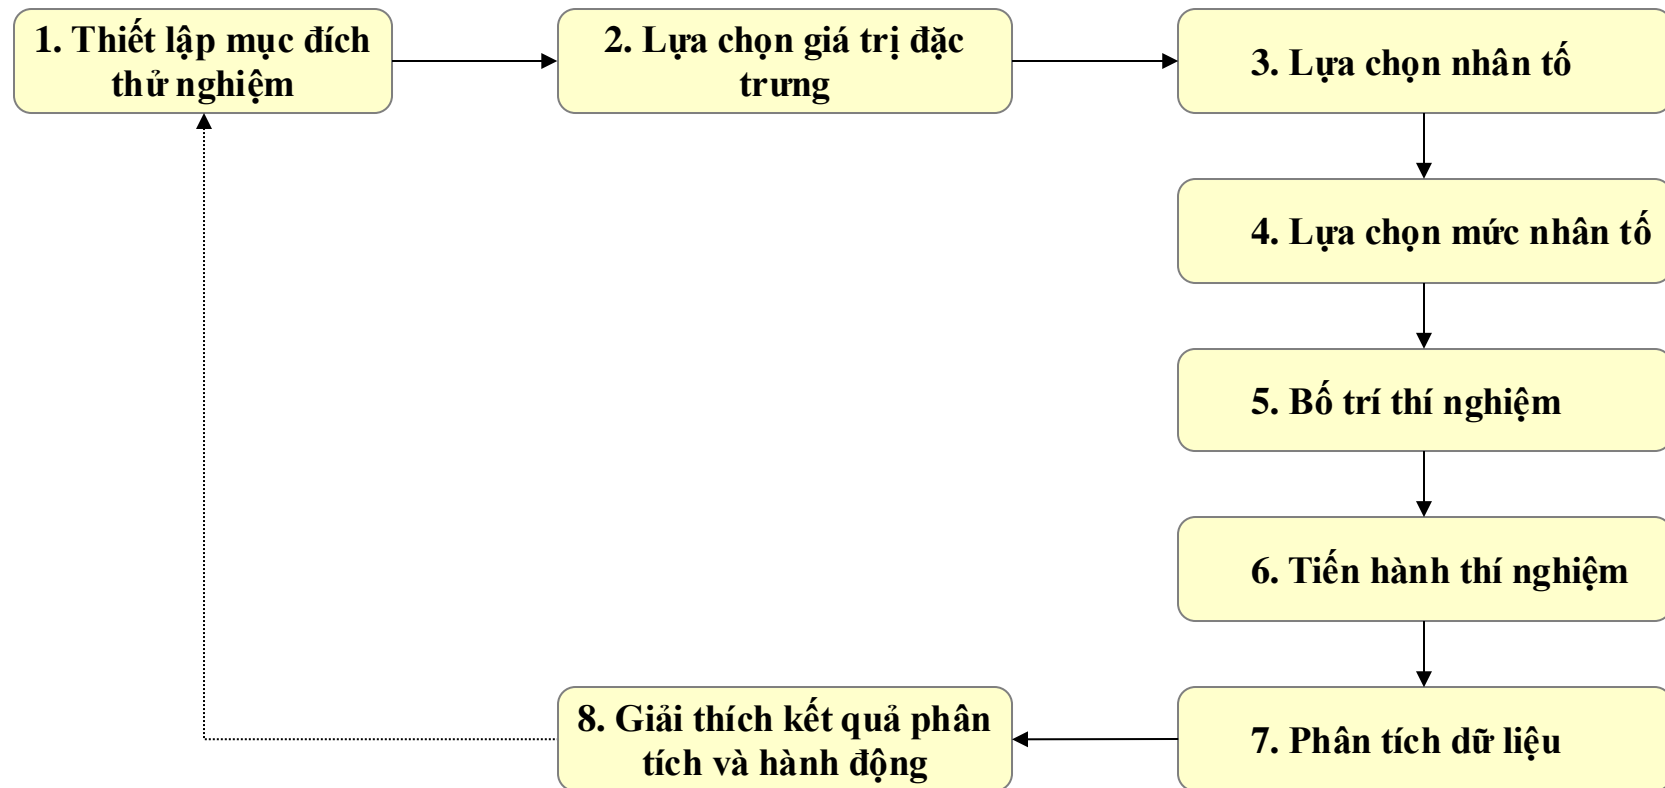 1. Thiết lập mục đích
thử nghiệm
2. Lựa chọn giá trị đặc
trưng
3. Lựa chọn nhân tố
4. Lựa chọn mức nhân tố
5. Bố trí thí nghiệm
6. Tiến hành thí nghiệm
7. Phân tích dữ liệu
8. Giải thích kết quả phân
tích và hành động